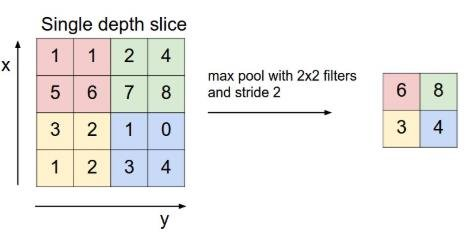 Single depth slice
x
1 1 2 4
5 6 7 8
3 2 1 0
1 2 3 4
y
max pool with 2x2 filters
and stride 2
6 8
3 4